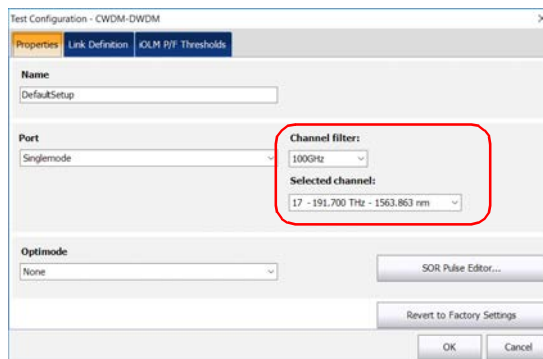 Test Configuration - CWDM-DWDM
Properties Link Definition iOLM P/F Thresholds
Name
DefaultSetup
Port
Singlemode
Channel filter:
100GHz
Selected channel:
17 - 191.700 THz - 1563.863 nm
Optimode
None
SOR Pulse Editor...
Revert to Factory Settings
OK Cancel